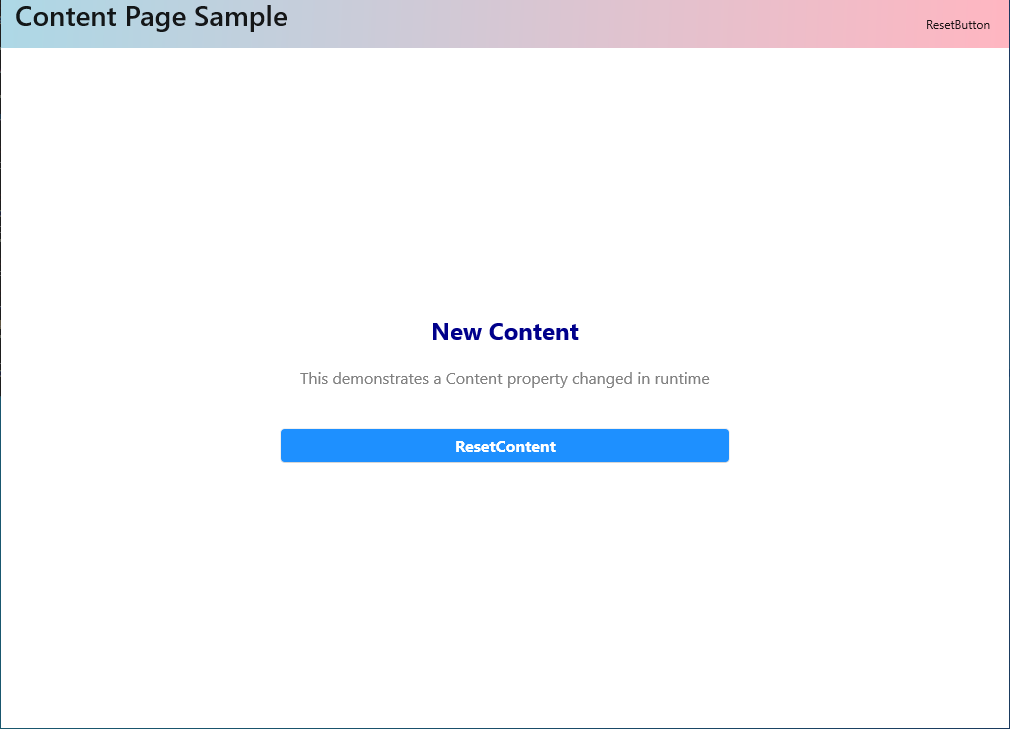 Content Page Sample
ResetButton
New Content
This demonstrates a Content property changed in runtime
ResetContent